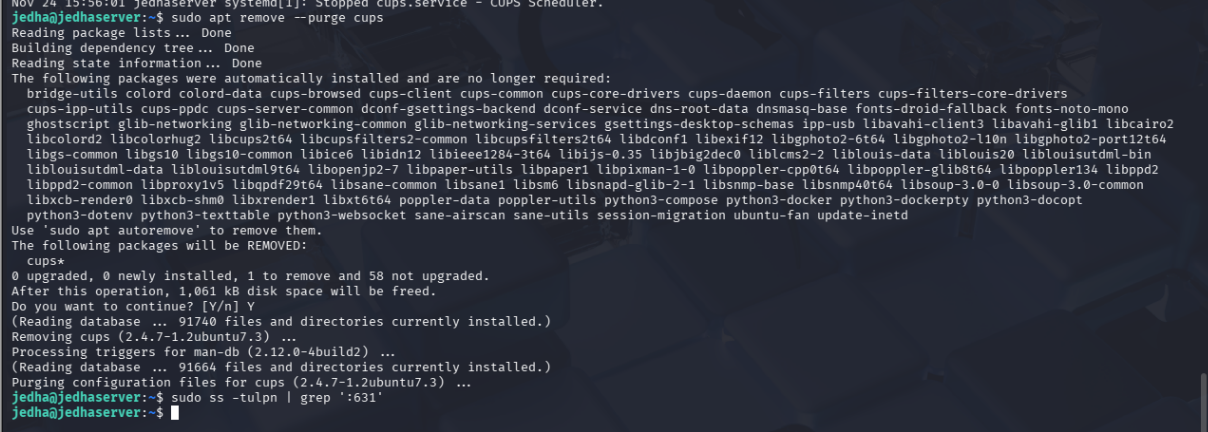 Nov 24 15:56:01 jedhaserver systemd[1]: Stopped cups.service - CUPS Scheduler.
jedha@jedhaserver:~$ sudo apt remove --purge cups
Reading package lists... Done
Building dependency tree... Done
Reading state information... Done
The following packages were automatically installed and are no longer required:
  bridge-utils colord colord-data cups-browsed cups-client cups-common cups-core-drivers cups-daemon cups-filters cups-filters-core-drivers
  cups-ipp-utils cups-ppdc cups-server-common dconf-gsettings-backend dconf-service dns-root-data dnsmasq-base fonts-droid-fallback fonts-noto-mono
  ghostscript glib-networking glib-networking-common glib-networking-services gsettings-desktop-schemas ipp-usb libavahi-client3 libavahi-glib1 libcairo2
  libcolord2 libcolorhug2 libcups2t64 libcupsfilters2-common libcupsfilters2t64 libdconf1 libexif12 libgphoto2-6t64 libgphoto2-l10n libgphoto2-port12t64
  libgs-common libgs10 libgs10-common libice6 libidn12 libieee1284-3t64 libijs-0.35 libjbig2dec0 liblcms2-2 liblouis-data liblouis20 liblouisutdml-bin
  liblouisutdml-data liblouisutdml9t64 libopenjp2-7 libpaper-utils libpaper1 libpixman-1-0 libpoppler-cpp0t64 libpoppler-glib8t64 libpoppler134 libppd2
  libppd2-common libproxy1v5 libqpdf29t64 libsane-common libsane1 libsm6 libsnapd-glib-2-1 libsnmp-base libsnmp40t64 libsoup-3.0-0 libsoup-3.0-common
  libxcb-render0 libxcb-shm0 libxrender1 libxt6t64 poppler-data poppler-utils python3-compose python3-docker python3-dockerpty python3-docopt
  python3-dotenv python3-texttable python3-websocket sane-airscan sane-utils session-migration ubuntu-fan update-inetd
Use 'sudo apt autoremove' to remove them.
The following packages will be REMOVED:
  cups*
0 upgraded, 0 newly installed, 1 to remove and 58 not upgraded.
After this operation, 1,061 kB disk space will be freed.
Do you want to continue? [Y/n] Y
(Reading database ... 91740 files and directories currently installed.)
Removing cups (2.4.7-1.2ubuntu7.3) ...
Processing triggers for man-db (2.12.0-4build2) ...
(Reading database ... 91664 files and directories currently installed.)
Purging configuration files for cups (2.4.7-1.2ubuntu7.3) ...
jedha@jedhaserver:~$ sudo ss -tulpn | grep ':631'
jedha@jedhaserver:~$